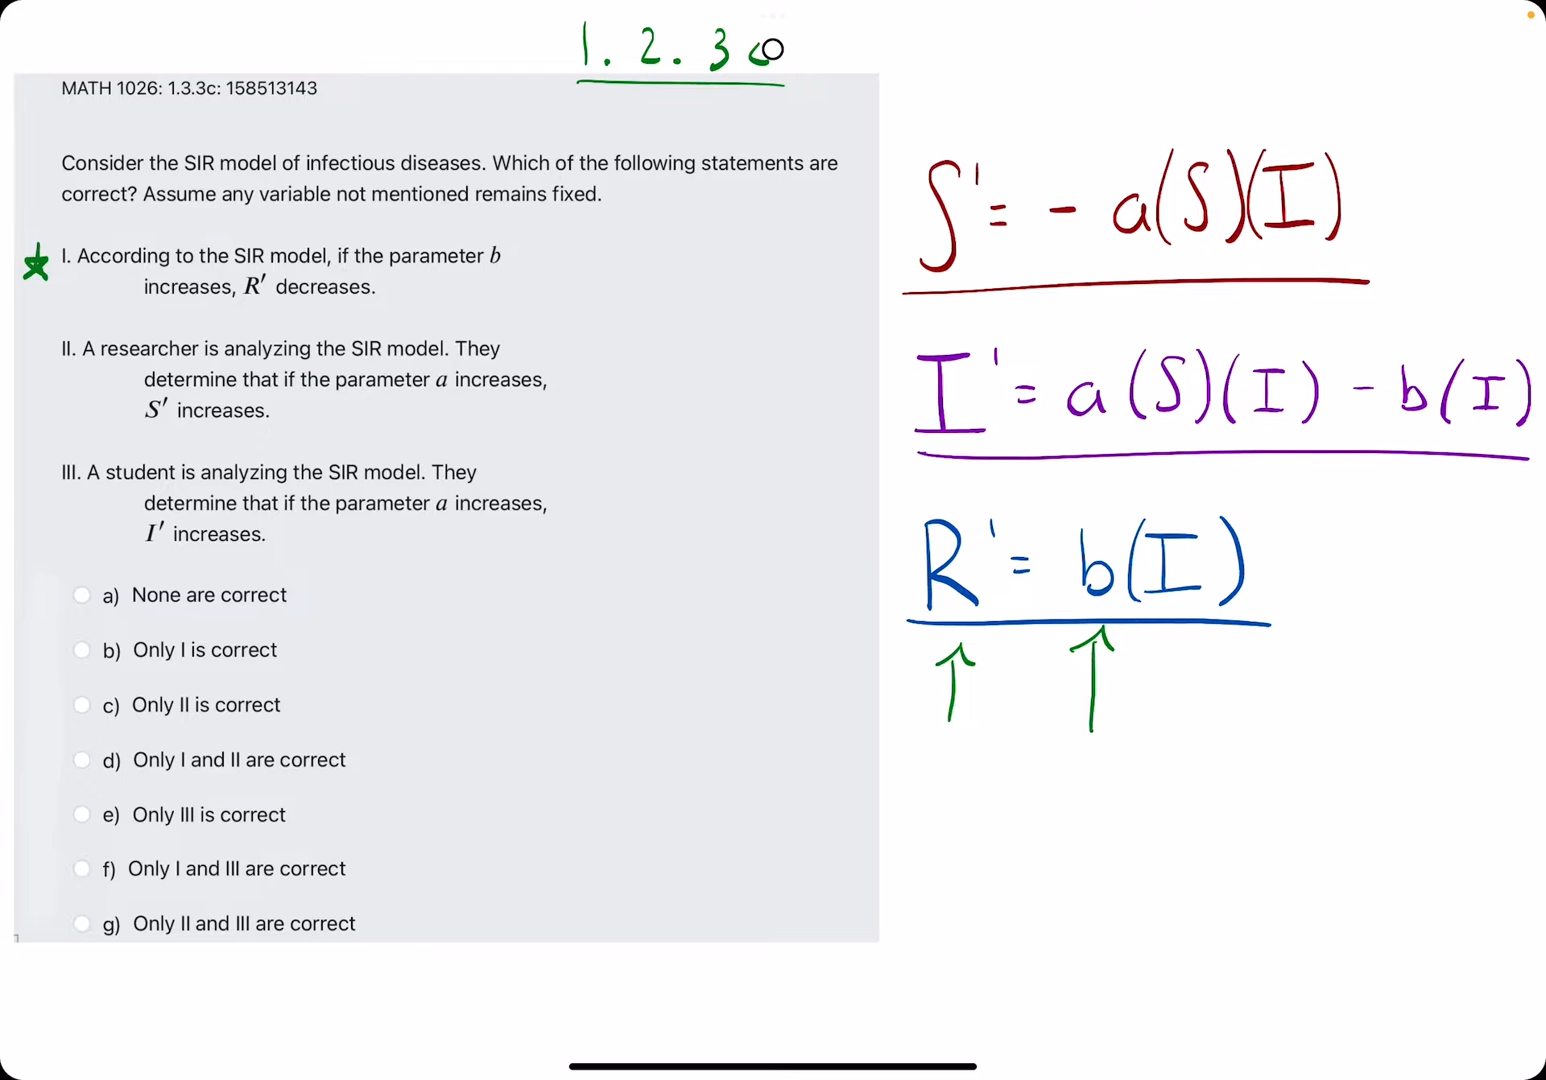 1. 2. 3c
MATH 1026: 1.3.3c: 158513143
Consider the SIR model of infectious diseases. Which of the following statements are
correct? Assume any variable not mentioned remains fixed.
I. According to the SIR model, if the parameter b
increases, R′ decreases.
II. A researcher is analyzing the SIR model. They
determine that if the parameter a increases,
S′ increases.
III. A student is analyzing the SIR model. They
determine that if the parameter a increases,
I′ increases.
a) None are correct
b) Only I is correct
c) Only II is correct
d) Only I and II are correct
e) Only III is correct
f) Only I and III are correct
g) Only II and III are correct
S' = - a(S)(I)
I' = a(S)(I) - b(I)
R' = b(I)
↑ ↑